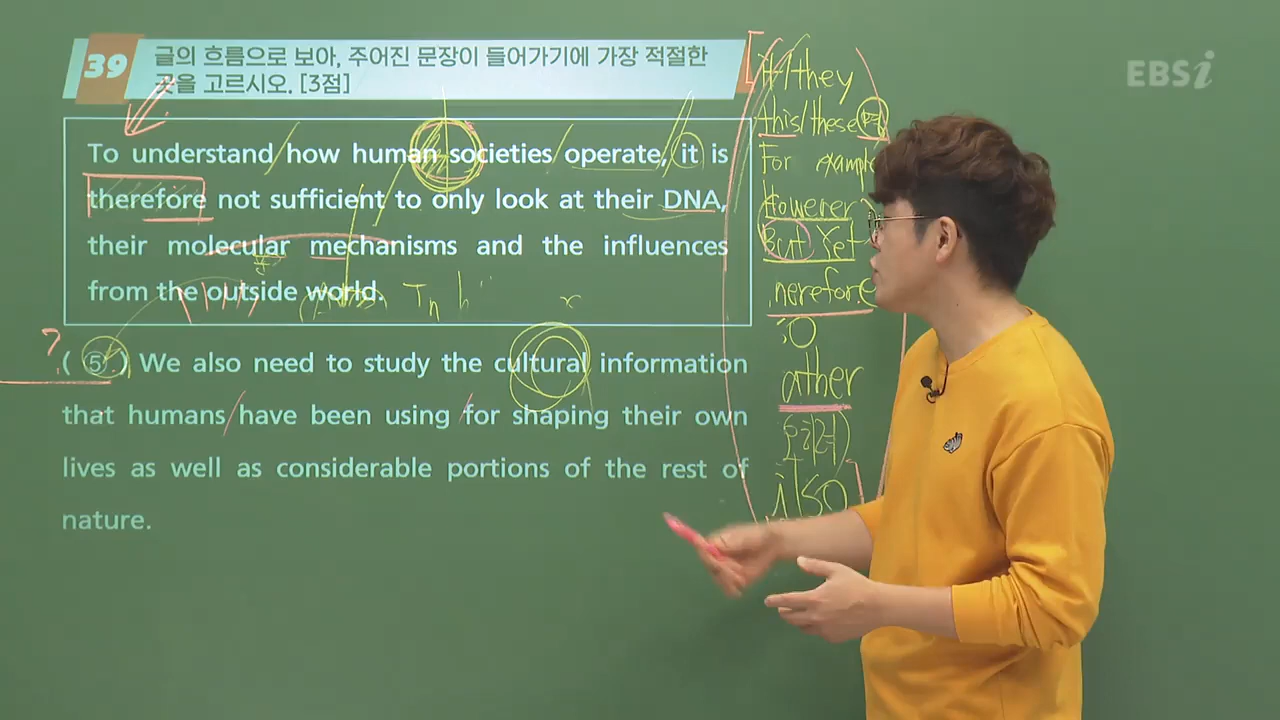 39
글의 흐름으로 보아, 주어진 문장이 들어가기에 가장 적절한
곳을 고르시오. [3점]
EBSi
To understand how human societies operate, it is
therefore not sufficient to only look at their DNA,
their molecular mechanisms and the influences
from the outside world.
? ( ⑤ ) We also need to study the cultural information
that humans have been using for shaping their own
lives as well as considerable portions of the rest of
nature.
it/they
this/these
For example
However
But Yet
other